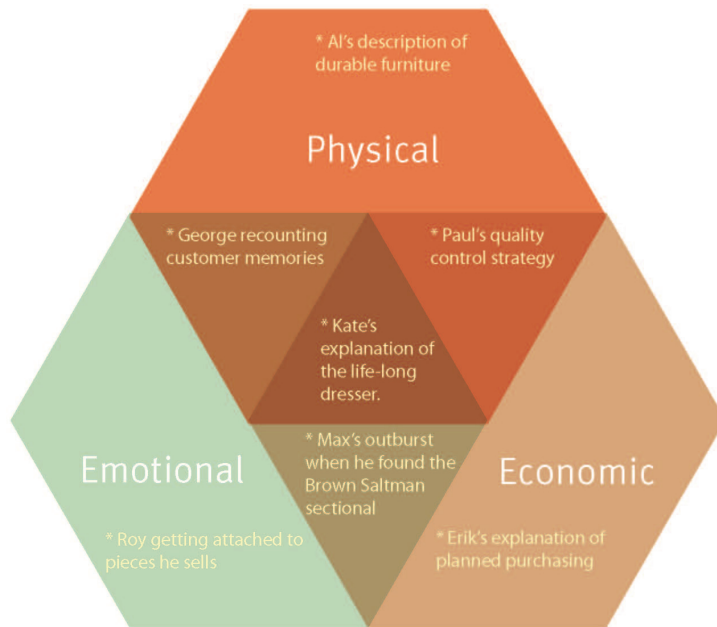 * Al's description of
durable furniture
Physical
* George recounting
customer memories
* Paul's quality
control strategy
* Kate's
explanation of
the life-long
dresser.
* Max's outburst
when he found the
Brown Saltman
sectional
Emotional
Economic
* Roy getting attached to
pieces he sells
* Erik's explanation of
planned purchasing